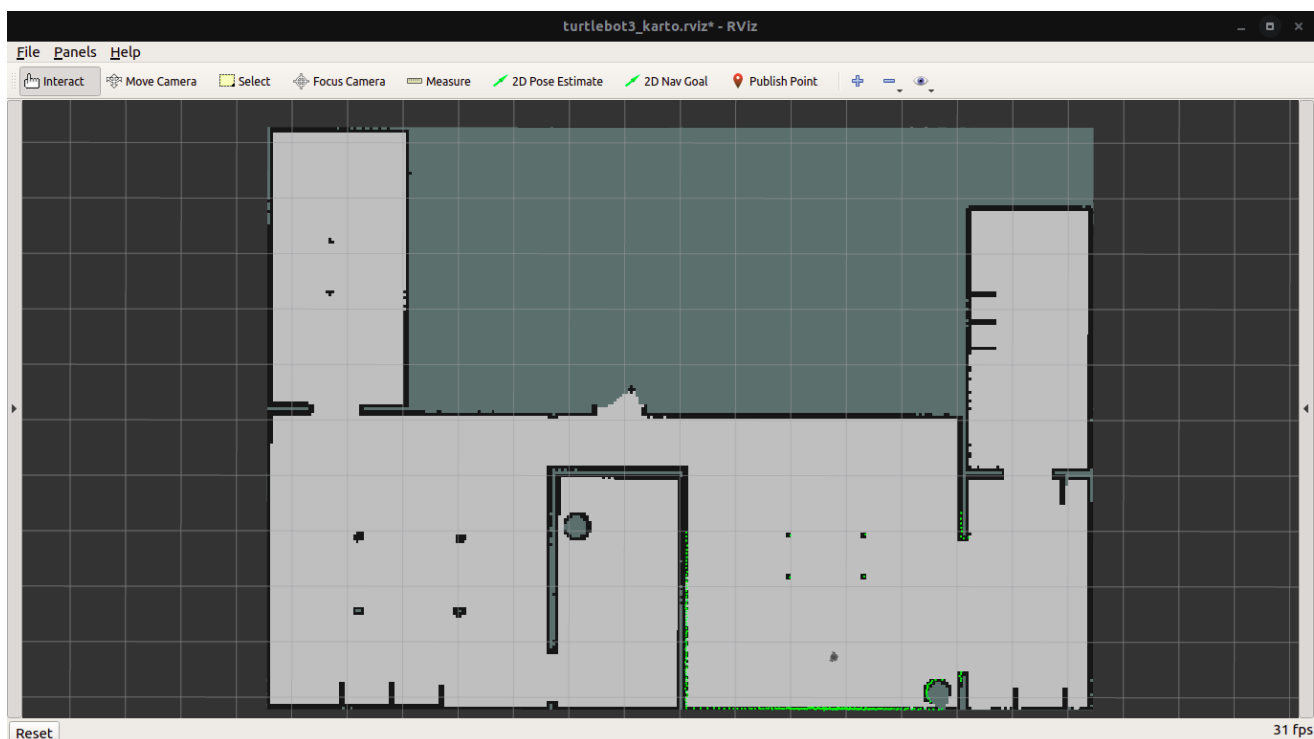 turtlebot3_karto.rviz* - RViz
File Panels Help
Interact Move Camera Select Focus Camera Measure 2D Pose Estimate 2D Nav Goal Publish Point
Reset 31 fps